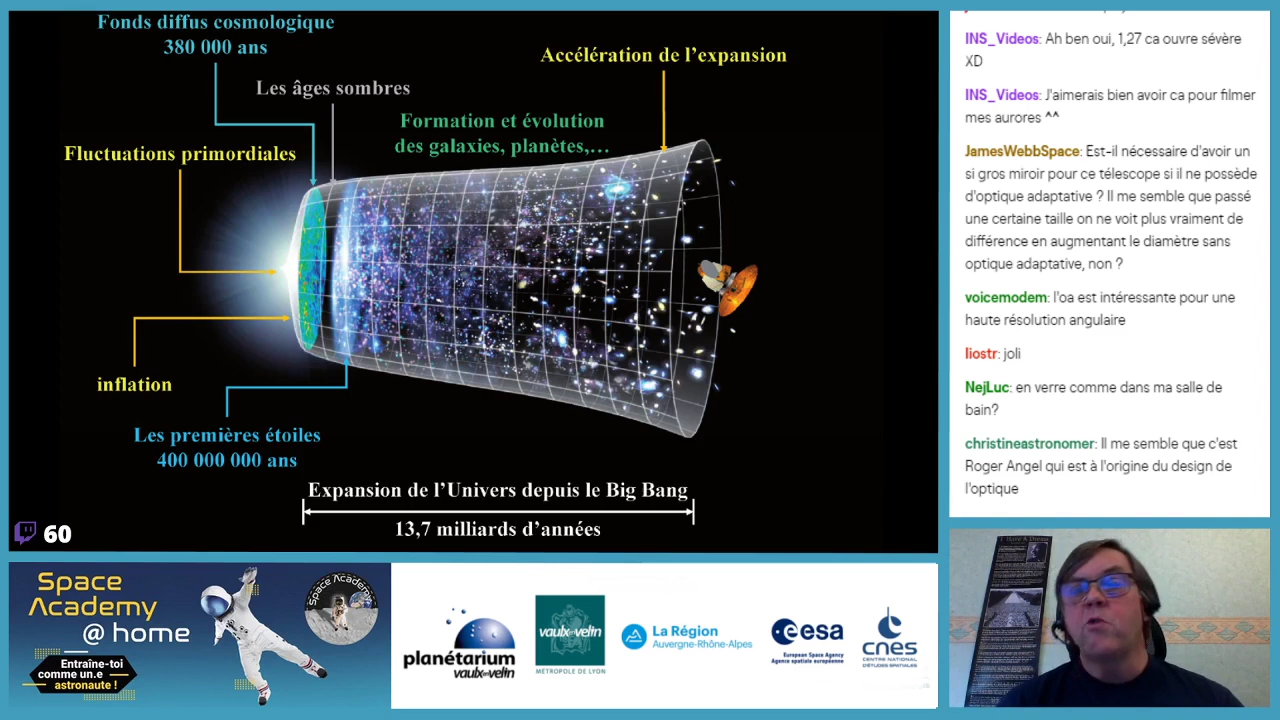 Fonds diffus cosmologique
380 000 ans
Accélération de l'expansion
Les âges sombres
Formation et évolution
des galaxies, planètes,…
Fluctuations primordiales
inflation
Les premières étoiles
400 000 000 ans
Expansion de l'Univers depuis le Big Bang
13,7 milliards d'années
60
INS_Videos: Ah ben oui, 1,27 ca ouvre sévère
XD
INS_Videos: J'aimerais bien avoir ca pour filmer
mes aurores ^^
JamesWebbSpace: Est-il nécessaire d'avoir un
si gros miroir pour ce télescope si il ne possède
d'optique adaptative ? Il me semble que passé
une certaine taille on ne voit plus vraiment de
différence en augmentant le diamètre sans
optique adaptative, non ?
voicemodem: l'oa est intéressante pour une
haute résolution angulaire
liostr: joli
NejLuc: en verre comme dans ma salle de
bain?
christineastronomer: Il me semble que c'est
Roger Angel qui est à l'origine du design de
l'optique
Space
Academy
@ home
Entraîne-toi
comme un.e
astronaute !
Space Academy
planétarium
vaulx-en-velin
vaulx-en-velin
MÉTROPOLE DE LYON
La Région
Auvergne-Rhône-Alpes
esa
European Space Agency
Agence spatiale européenne
cnes
CENTRE NATIONAL
D'ÉTUDES SPATIALES
I Have A Dream